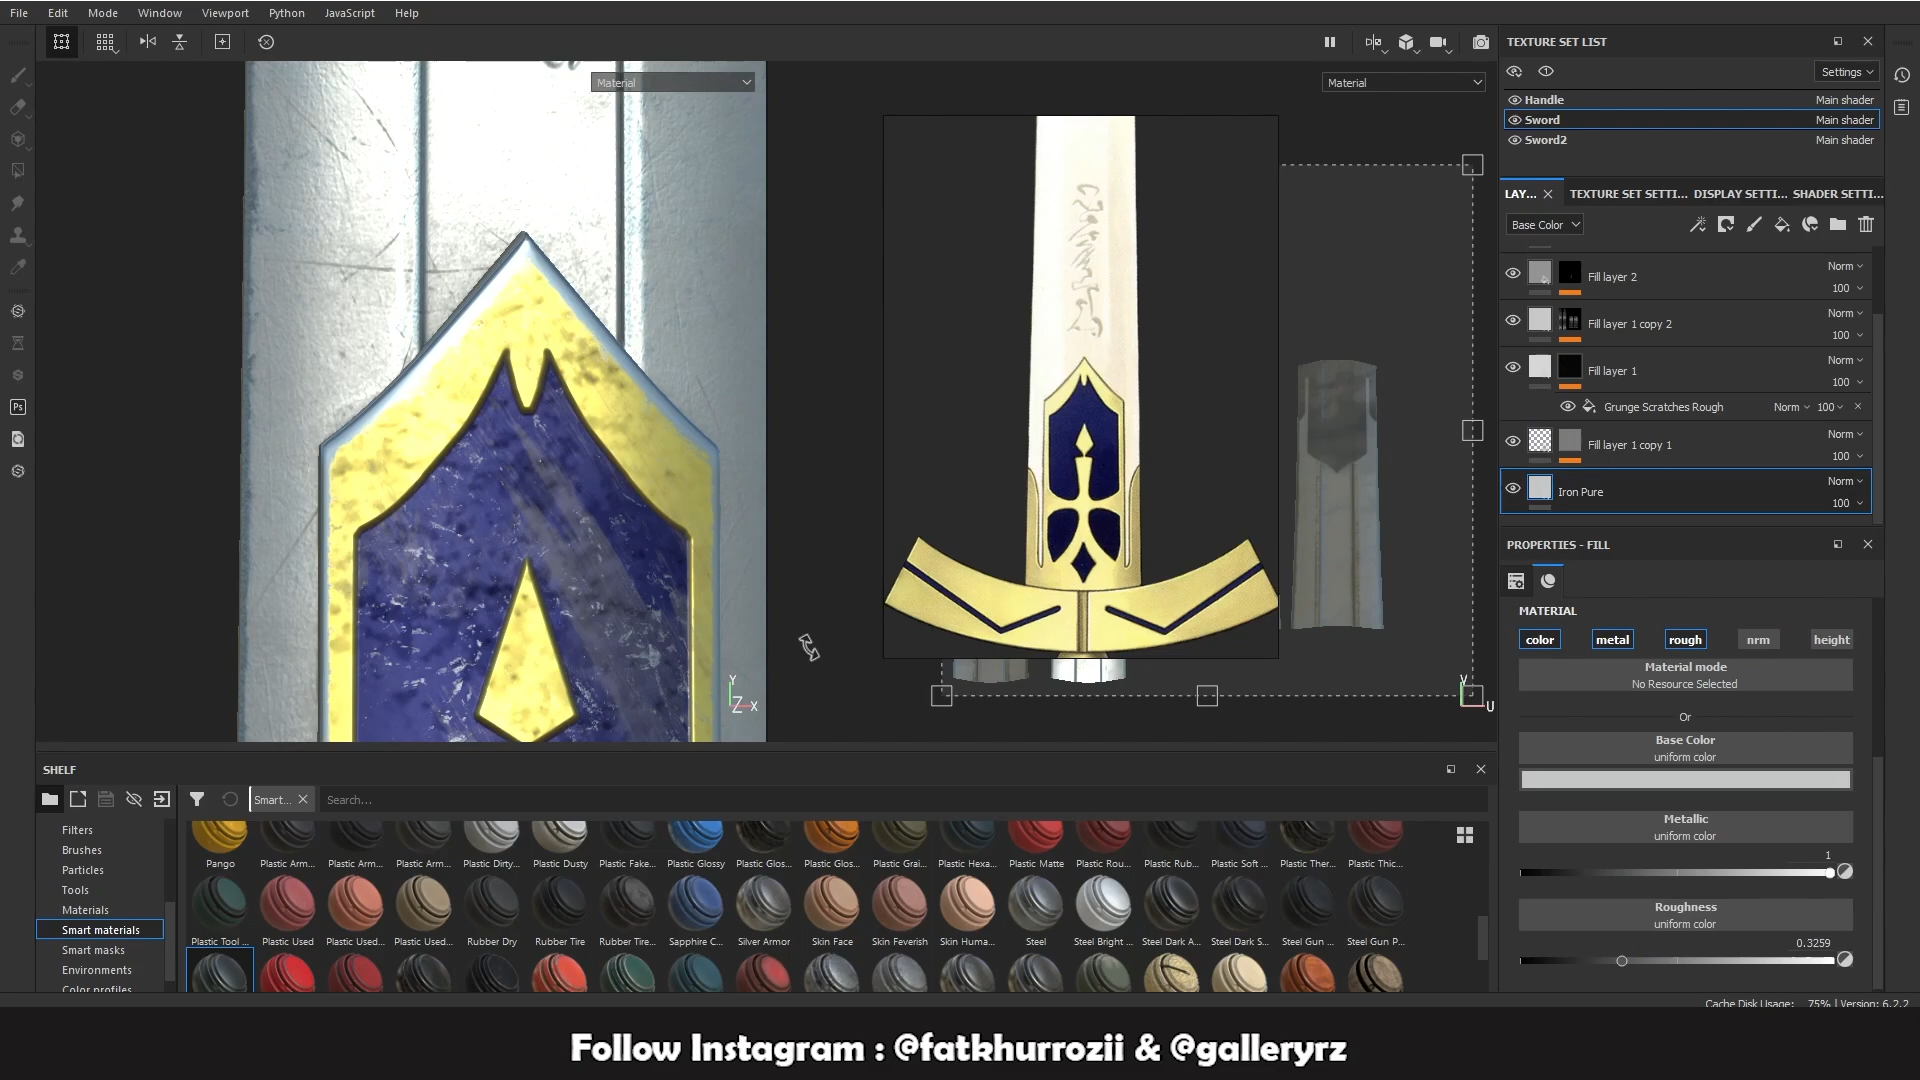 File Edit Mode Window Viewport Python JavaScript Help
Material
Material
TEXTURE SET LIST
Settings
Handle Main shader
Sword Main shader
Sword2 Main shader
LAY... TEXTURE SET SETTI... DISPLAY SETTI... SHADER SETTI...
Base Color
Fill layer 2 Norm
100
Fill layer 1 copy 2 Norm
100
Fill layer 1 Norm
100
Grunge Scratches Rough Norm 100
Fill layer 1 copy 1 Norm
100
Iron Pure Norm
100
PROPERTIES - FILL
MATERIAL
color metal rough nrm height
Material mode
No Resource Selected
Or
Base Color
uniform color
Metallic
uniform color
1
Roughness
uniform color
0.3259
Y
Z X
V
U
Ps
SHELF
Smart...
Search...
Filters
Brushes
Particles
Tools
Materials
Smart materials
Smart masks
Environments
Color profiles
Pango Plastic Arm... Plastic Arm... Plastic Arm... Plastic Dirty... Plastic Dusty Plastic Fake... Plastic Glossy Plastic Glos... Plastic Glos... Plastic Grai... Plastic Hexa... Plastic Matte Plastic Rou... Plastic Rub... Plastic Soft ... Plastic Ther... Plastic Thic...
Plastic Tool ... Plastic Used Plastic Used... Plastic Used... Rubber Dry Rubber Tire Rubber Tire... Sapphire C... Silver Armor Skin Face Skin Feverish Skin Huma... Steel Steel Bright ... Steel Dark A... Steel Dark S... Steel Gun ... Steel Gun P...
Cache Disk Usage: 75% | Version: 6.2.2
Follow Instagram : @fatkhurrozii & @galleryrz